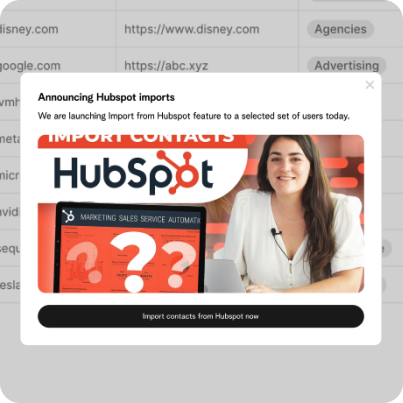 disney.com https://www.disney.com Agencies
google.com https://abc.xyz Advertising
Announcing Hubspot imports
We are launching Import from Hubspot feature to a selected set of users today.
IMPORT CONTACTS
HubSpot
MARKETING SALES SERVICE AUTOMATI
? ? ?
Import contacts from Hubspot now